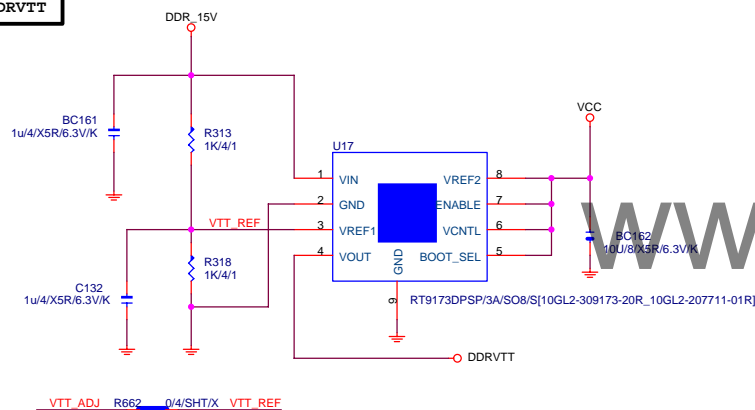 DRVTT
DDR_15V
BC161
1u/4/X5R/6.3V/K
R313
1K/4/1
VCC
U17
1 VIN VREF2 8
2 GND ENABLE 7
VTT_REF 3 VREF1 VCNTL 6
4 VOUT BOOT_SEL 5
GND
9
R318
1K/4/1
C132
1u/4/X5R/6.3V/K
BC162
10U/8/X5R/6.3V/K
ww
RT9173DPSP/3A/SO8/S[10GL2-309173-20R_10GL2-207711-01R]
DDRVTT
VTT_ADJ R662 0/4/SHT/X VTT_REF